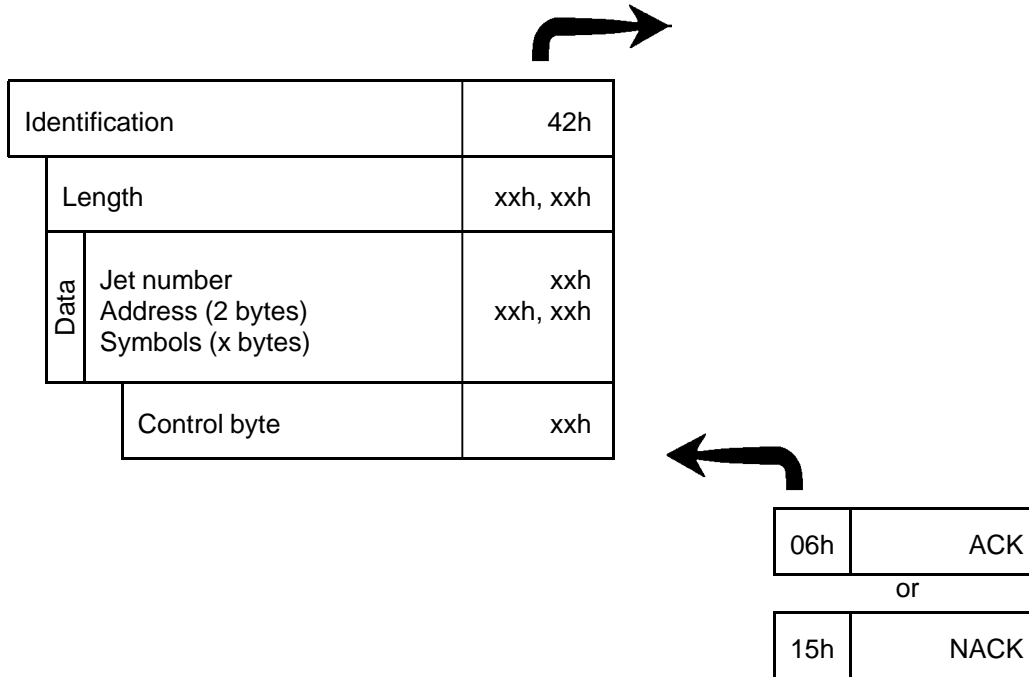 Identification 42h
Length xxh, xxh
Data
Jet number xxh
Address (2 bytes) xxh, xxh
Symbols (x bytes)
Control byte xxh
06h ACK
or
15h NACK